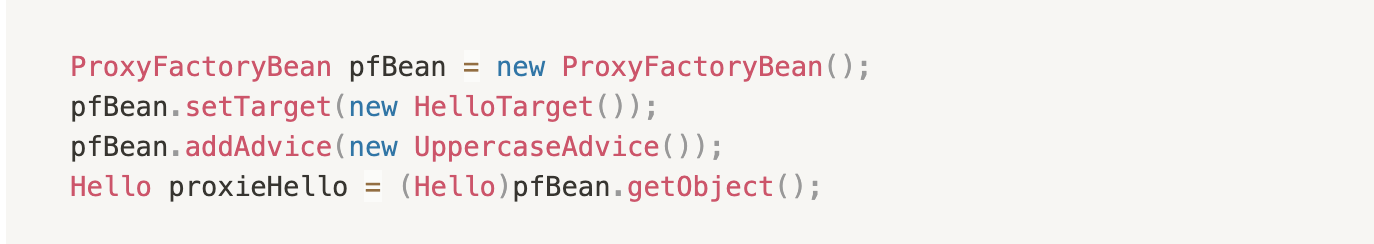 ProxyFactoryBean pfBean = new ProxyFactoryBean();
pfBean.setTarget(new HelloTarget());
pfBean.addAdvice(new UppercaseAdvice());
Hello proxieHello = (Hello)pfBean.getObject();